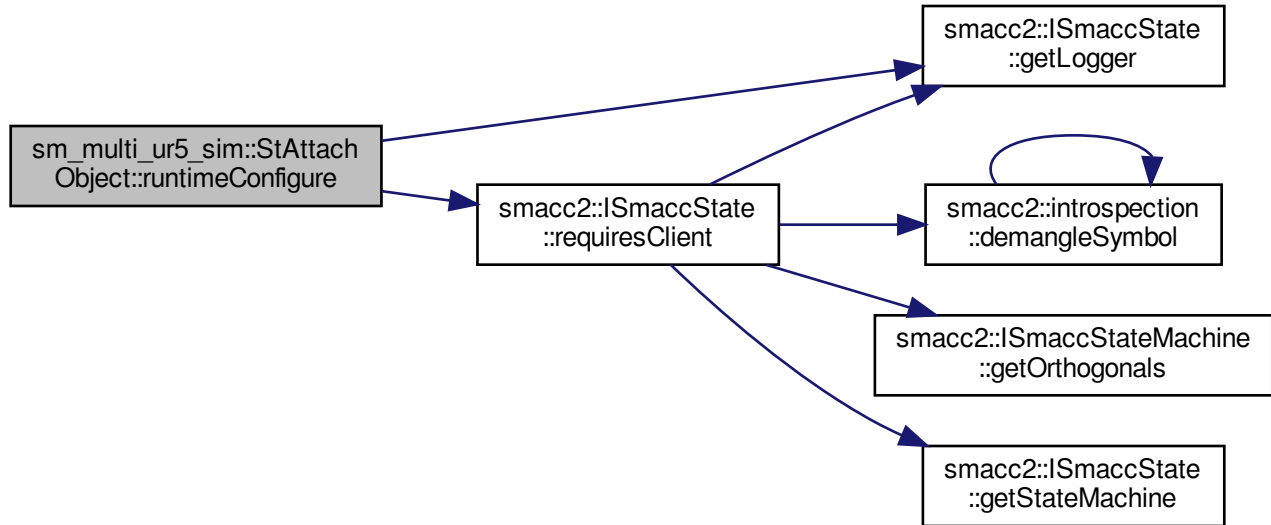 smacc2::ISmaccState
::getLogger
sm_multi_ur5_sim::StAttach
Object::runtimeConfigure
smacc2::ISmaccState
::requiresClient
smacc2::introspection
::demangleSymbol
smacc2::ISmaccStateMachine
::getOrthogonals
smacc2::ISmaccState
::getStateMachine